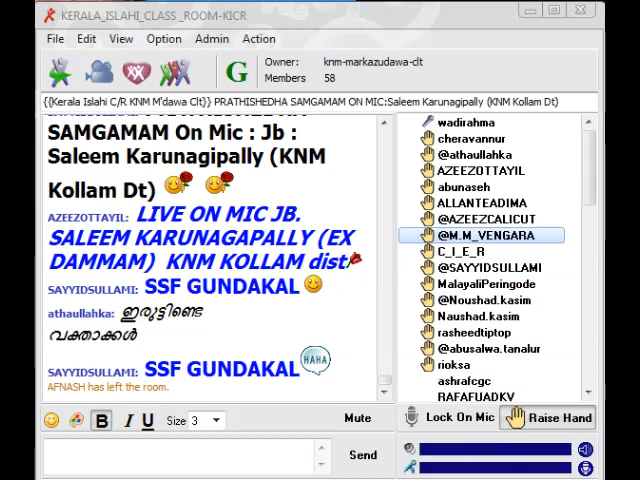 KERALA_ISLAHI_CLASS_ROOM-KICR
File Edit View Option Admin Action
G
Owner: knm-markazudawa-clt
Members 58
{{Kerala Islahi C/R KNM M'dawa Clt}} PRATHISHEDHA SAMGAMAM ON MIC:Saleem Karunagipally (KNM Kollam Dt)
SAMGAMAM On Mic : Jb :
Saleem Karunagipally (KNM
Kollam Dt)
AZEEZOTTAYIL: LIVE ON MIC JB.
SALEEM KARUNAGAPALLY (EX
DAMMAM) KNM KOLLAM dist
SAYYIDSULLAMI: SSF GUNDAKAL
athaullahka: ഇരുട്ടിന്റെ
വക്താക്കൾ
SAYYIDSULLAMI: SSF GUNDAKAL
HAHA
AFNASH has left the room.
wadirahma
cheravannur
@athaullahka
AZEEZOTTAYIL
abunaseh
ALLANTEADIMA
@AZEEZCALICUT
@M.M_VENGARA
C_I_E_R
@SAYYIDSULLAMI
MalayaliPeringode
@Noushad.kasim
Naushad.kasim
rasheedtiptop
@abusalwa.tanalur
rioksa
ashrafcgc
RAFAFUADKV
B I U Size 3 Mute
Lock On Mic Raise Hand
Send